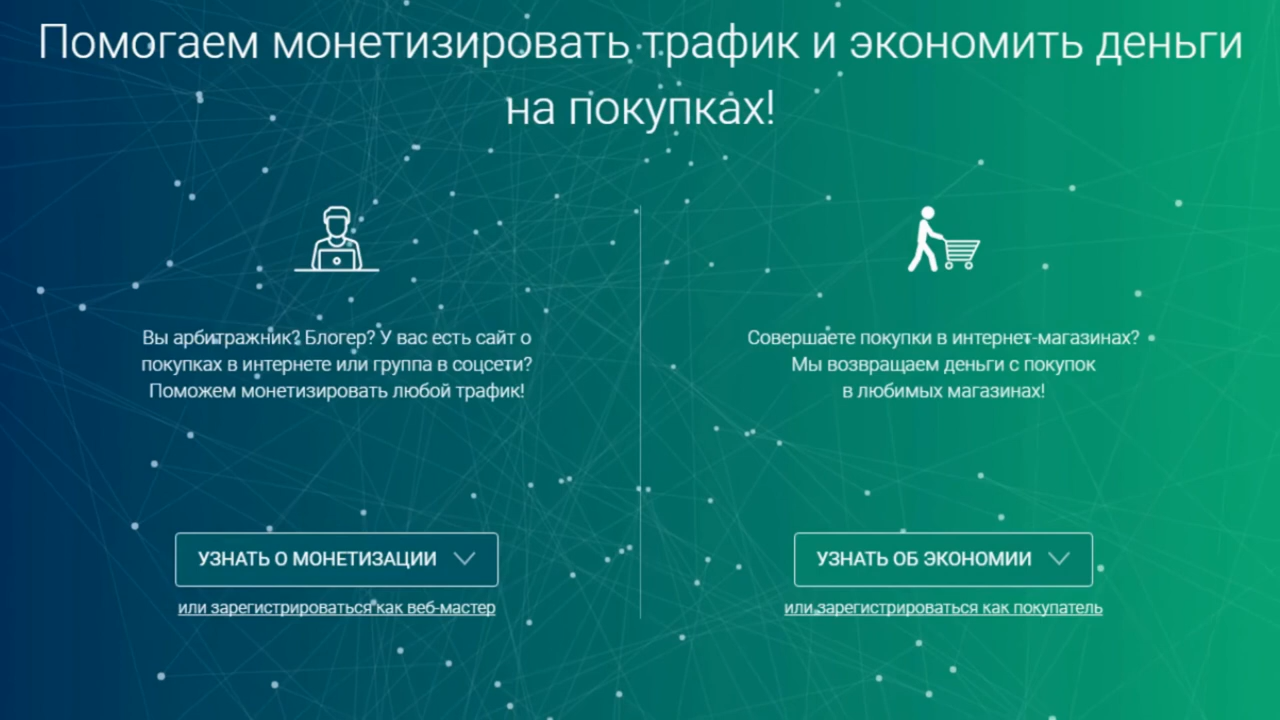 Помогаем монетизировать трафик и экономить деньги
на покупках!
Вы арбитражник? Блогер? У вас есть сайт о
покупках в интернете или группа в соцсети?
Поможем монетизировать любой трафик!
УЗНАТЬ О МОНЕТИЗАЦИИ
или зарегистрироваться как веб-мастер
Совершаете покупки в интернет-магазинах?
Мы возвращаем деньги с покупок
в любимых магазинах!
УЗНАТЬ ОБ ЭКОНОМИИ
или зарегистрироваться как покупатель